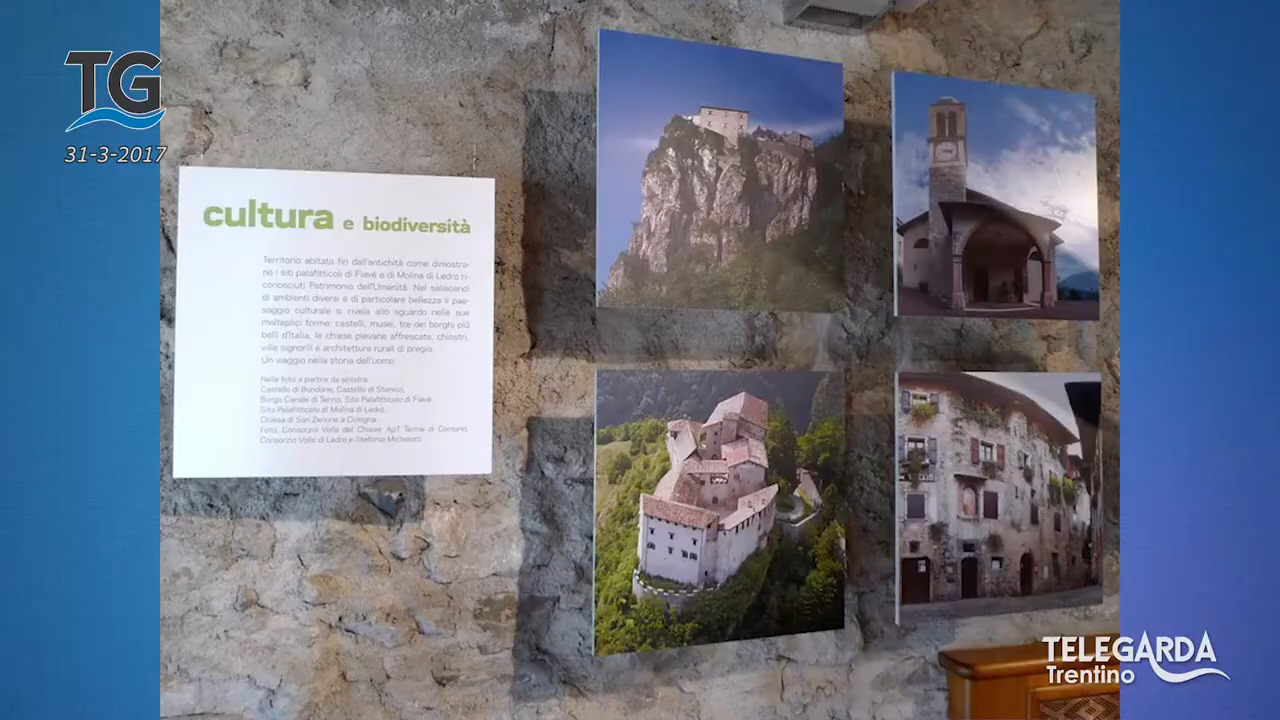 TG
31-3-2017
cultura e biodiversità
Territorio abitato fin dall'antichità come dimostra-
no i siti palafitticoli di Fiavè e di Molina di Ledro ri-
conosciuti Patrimonio dell'Umanità. Nei saliscendi
di ambienti diversi e di particolare bellezza il pae-
saggio culturale si rivela allo sguardo nelle sue
molteplici forme: castelli, musei, tre dei borghi più
belli d'Italia, le chiese pievane affrescate, chiostri,
ville signorili e architetture rurali di pregio.
Un viaggio nella storia dell'uomo
Nelle foto a partire da sinistra
Castello di Bondone, Castello di Stenico,
Borgo Canale di Tenno, Sito Palafitticolo di Fiavè
Sito Palafitticolo di Molina di Ledro
Chiesa di San Zenone a Cologna
Foto: Consorzio Valle del Chiese, ApT Terme di Comano,
Consorzio Valle di Ledro e Stefania Michelotti
TELEGARDA
Trentino